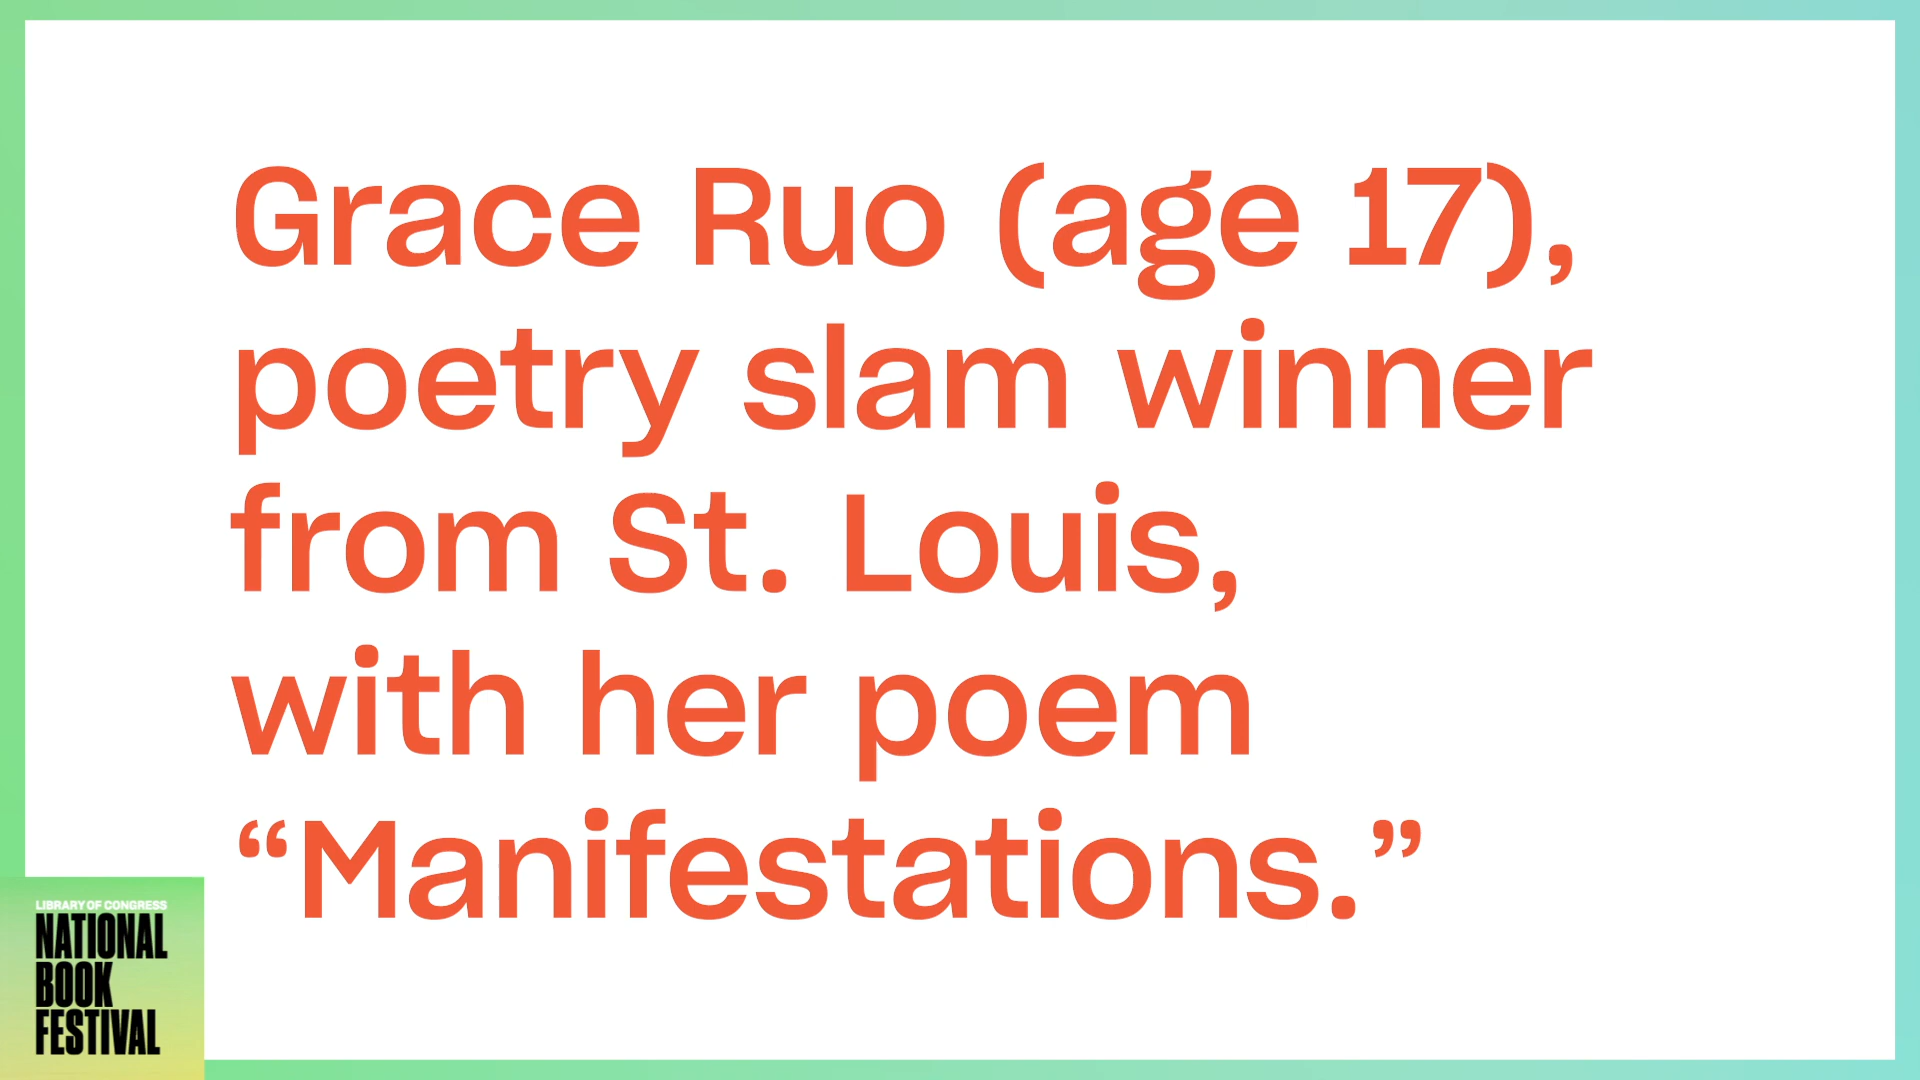 Grace Ruo (age 17),
poetry slam winner
from St. Louis,
with her poem
“Manifestations.”
LIBRARY OF CONGRESS
NATIONAL
BOOK
FESTIVAL